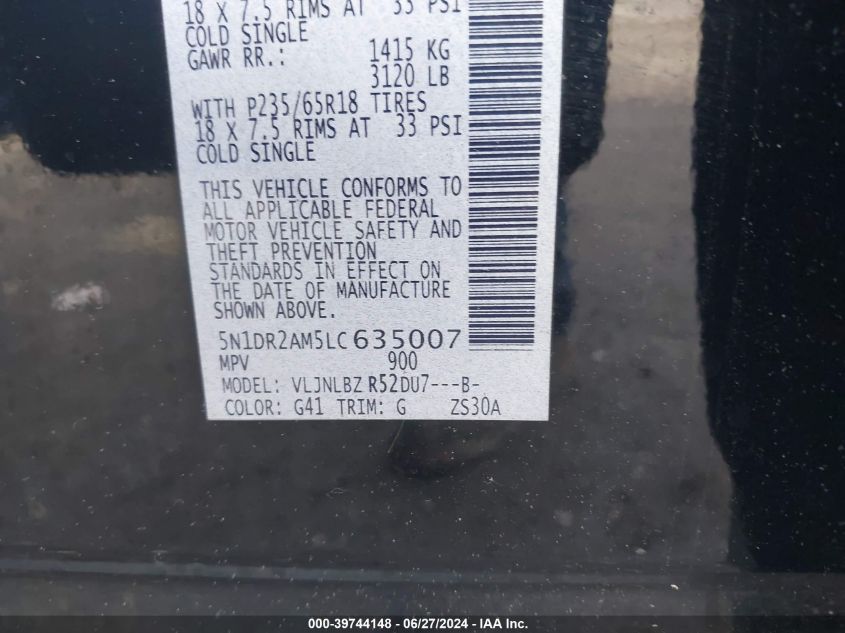 18 X 7.5 RIMS AT 33 PSI
COLD SINGLE
GAWR RR.: 1415 KG
3120 LB
WITH P235/65R18 TIRES
18 X 7.5 RIMS AT 33 PSI
COLD SINGLE
THIS VEHICLE CONFORMS TO
ALL APPLICABLE FEDERAL
MOTOR VEHICLE SAFETY AND
THEFT PREVENTION
STANDARDS IN EFFECT ON
THE DATE OF MANUFACTURE
SHOWN ABOVE.
5N1DR2AM5LC635007
MPV 900
MODEL: VLJNLBZ R52DU7---B-
COLOR: G41 TRIM: G ZS30A
000-39744148 - 06/27/2024 - IAA Inc.